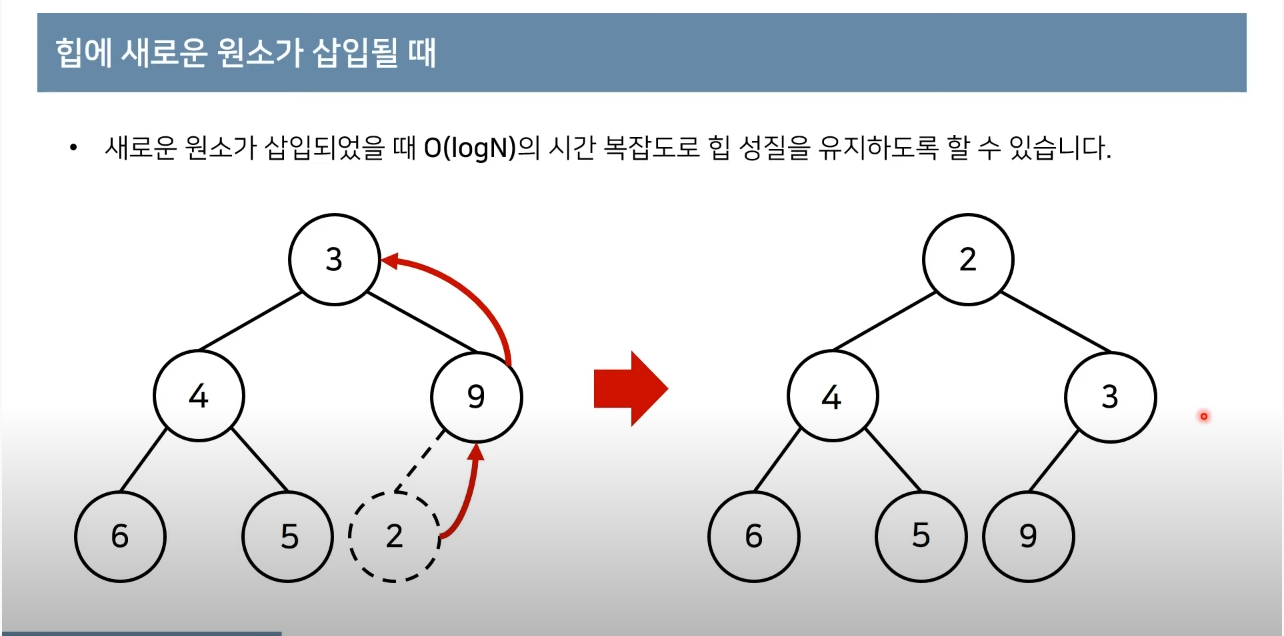 힙에 새로운 원소가 삽입될 때
• 새로운 원소가 삽입되었을 때 O(logN)의 시간 복잡도로 힙 성질을 유지하도록 할 수 있습니다.
3 2
4 9 4 3
6 5 2 6 5 9